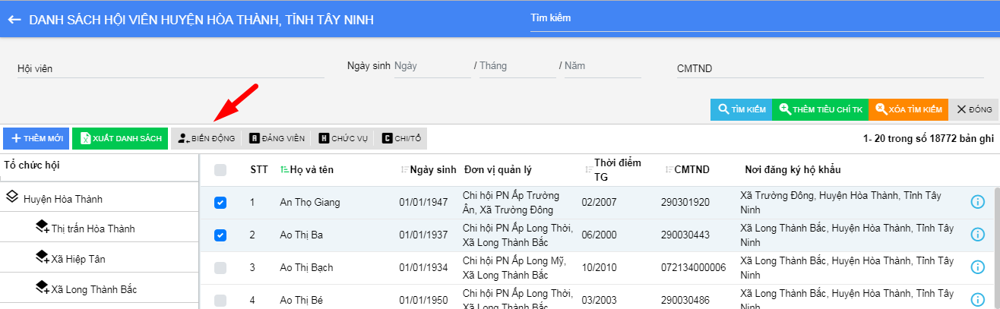 DANH SÁCH HỘI VIÊN HUYỆN HÒA THÀNH, TỈNH TÂY NINH
Tìm kiếm
Hội viên
Ngày sinh Ngày / Tháng / Năm
CMTND
TÌM KIẾM
THÊM TIÊU CHÍ TK
XÓA TÌM KIẾM
ĐÓNG
THÊM MỚI
XUẤT DANH SÁCH
BIẾN ĐỘNG
ĐẢNG VIÊN
CHỨC VỤ
CHI/TỔ
1- 20 trong số 18772 bản ghi
Tổ chức hội
Huyện Hòa Thành
Thị trấn Hòa Thành
Xã Hiệp Tân
Xã Long Thành Bắc
STT Họ và tên Ngày sinh Đơn vị quản lý Thời điểm CMTND Nơi đăng ký hộ khẩu
TG
1 An Thọ Giang 01/01/1947 Chi hội PN Ấp Trường 02/2007 290301920 Xã Trường Đông, Huyện Hòa Thành, Tỉnh Tây
Ân, Xã Trường Đông Ninh
2 Ao Thị Ba 01/01/1937 Chi hội PN Ấp Long Thời, 06/2000 290030443 Xã Long Thành Bắc, Huyện Hòa Thành, Tỉnh Tây
Xã Long Thành Bắc Ninh
3 Ao Thị Bạch 01/01/1934 Chi hội PN Ấp Long Mỹ, 10/2010 072134000006 Xã Long Thành Bắc, Huyện Hòa Thành, Tỉnh Tây
Xã Long Thành Bắc Ninh
4 Ao Thị Bé 01/01/1950 Chi hội PN Ấp Long Thời, 03/2003 290030486 Xã Long Thành Bắc, Huyện Hòa Thành, Tỉnh Tây
Xã Long Thành Bắc Ninh